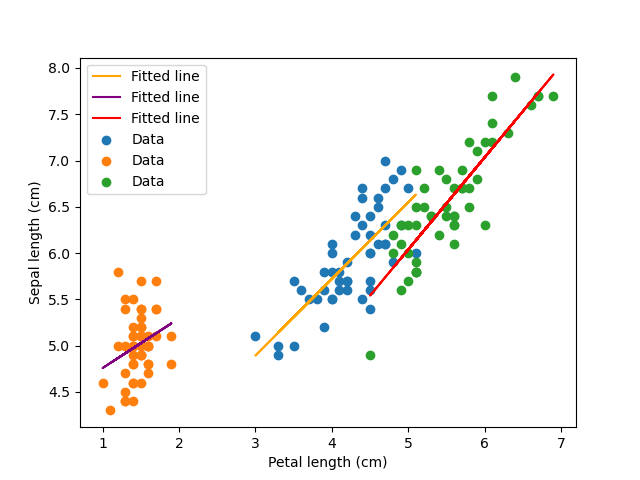 Fitted line
Fitted line
Fitted line
Data
Data
Data
8.0
7.5
7.0
6.5
6.0
5.5
5.0
4.5
Sepal length (cm)
1 2 3 4 5 6 7
Petal length (cm)